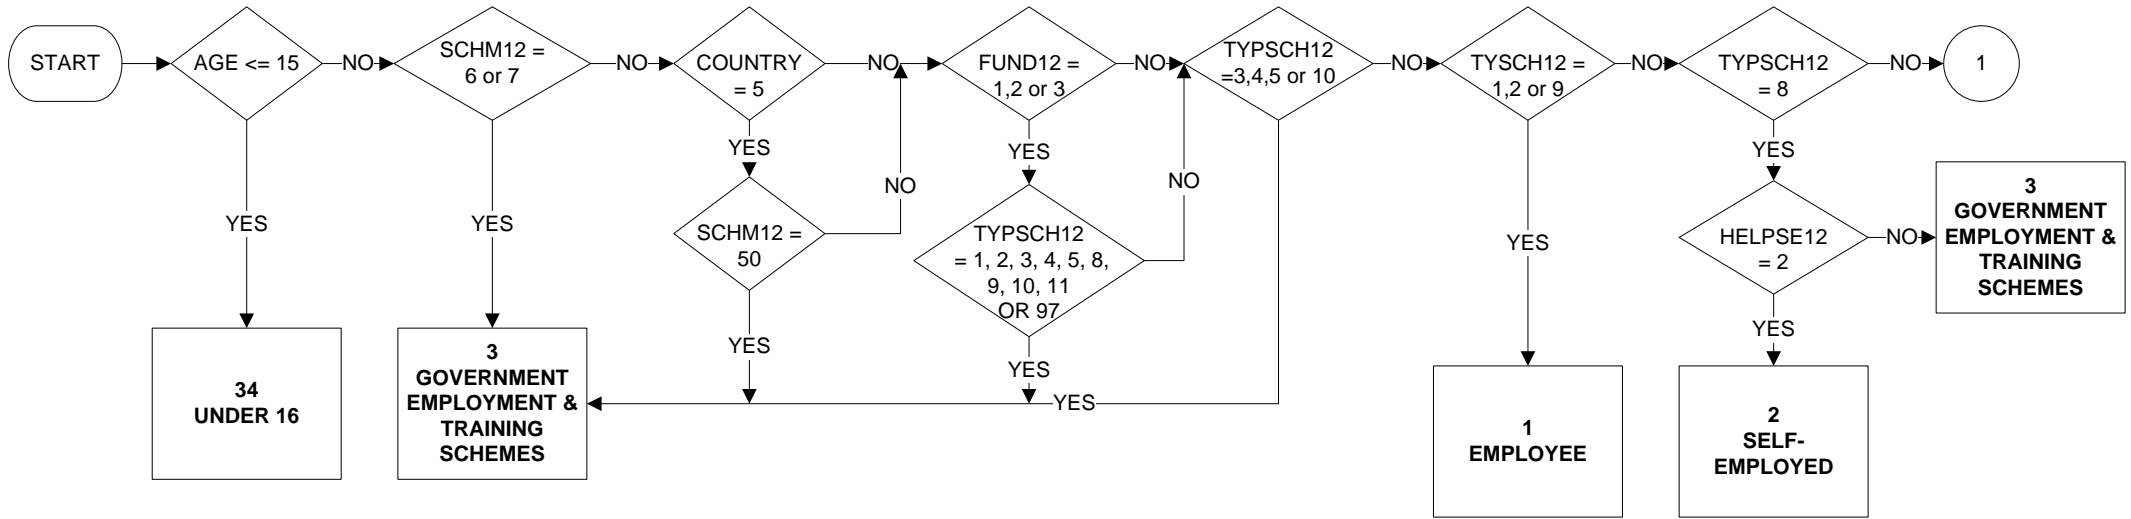 START
AGE <= 15
NO
SCHM12 =
6 or 7
NO
COUNTRY
= 5
NO
FUND12 =
1,2 or 3
NO
TYPSCH12
=3,4,5 or 10
NO
TYSCH12 =
1,2 or 9
NO
TYPSCH12
= 8
NO
1
YES
YES
YES
YES
YES
YES
YES
SCHM12 =
50
NO
TYPSCH12
= 1, 2, 3, 4, 5, 8,
9, 10, 11
OR 97
NO
HELPSE12
= 2
NO
3
GOVERNMENT
EMPLOYMENT &
TRAINING
SCHEMES
YES
YES
YES
34
UNDER 16
3
GOVERNMENT
EMPLOYMENT &
TRAINING
SCHEMES
YES
1
EMPLOYEE
2
SELF-
EMPLOYED